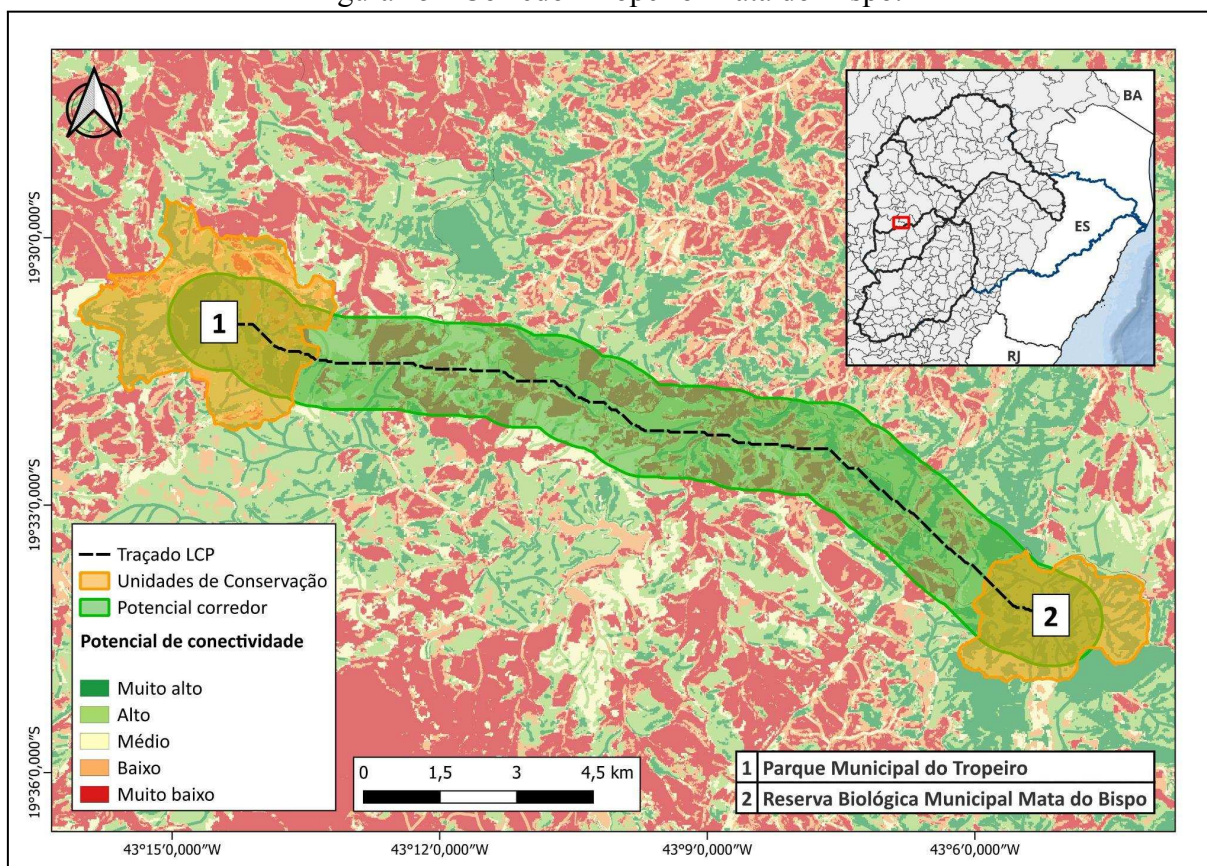 Mata do Bispo.
BA
ES
RJ
19°30'0,000"S
19°33'0,000"S
19°36'0,000"S
1
2
Traçado LCP
Unidades de Conservação
Potencial corredor
Potencial de conectividade
Muito alto
Alto
Médio
Baixo
Muito baixo
0 1,5 3 4,5 km
1 Parque Municipal do Tropeiro
2 Reserva Biológica Municipal Mata do Bispo
43°15'0,000"W 43°12'0,000"W 43°9'0,000"W 43°6'0,000"W